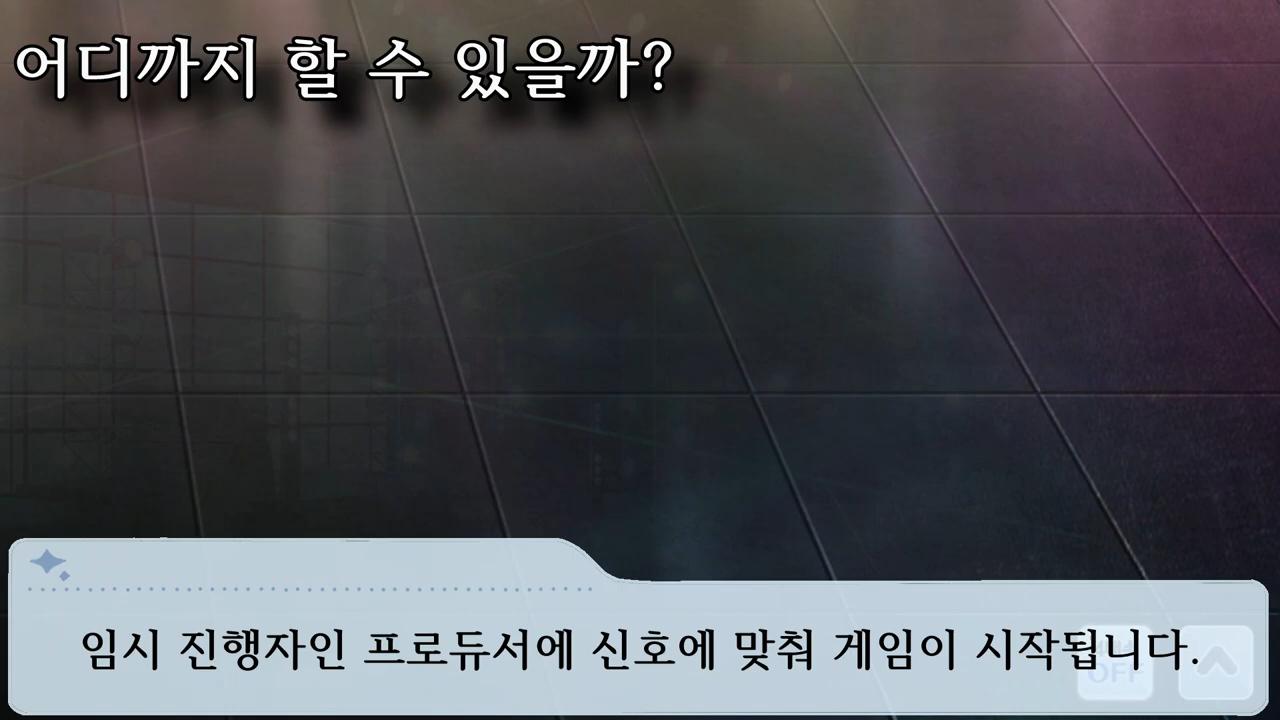 어디까지 할 수 있을까?
임시 진행자인 프로듀서에 신호에 맞춰 게임이 시작됩니다.
OFF